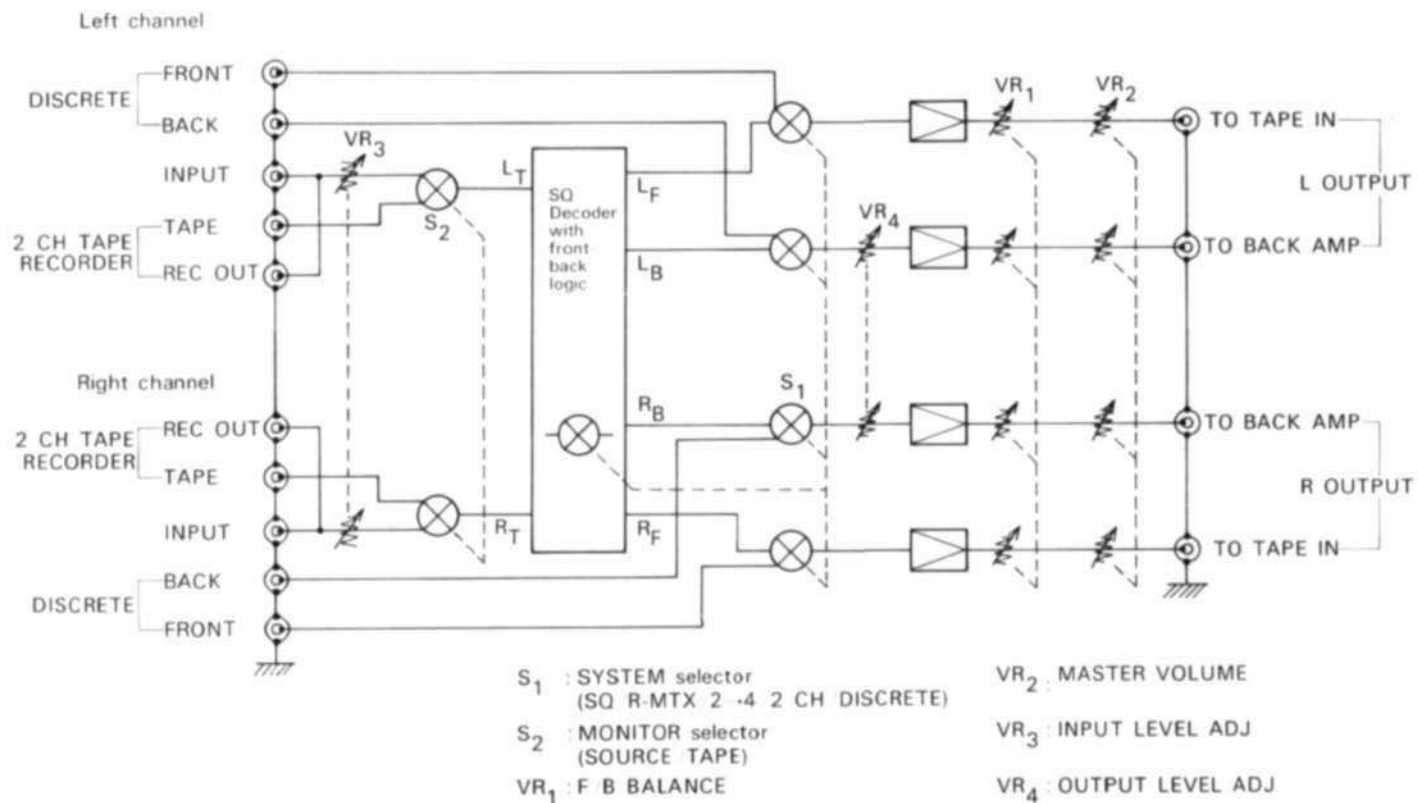 Left channel
FRONT
DISCRETE
BACK
INPUT
TAPE
2 CH TAPE
RECORDER
REC OUT
VR3
S2
LT
SQ
Decoder
with
front
back
logic
LF
LB
VR4
VR1
VR2
TO TAPE IN
L OUTPUT
TO BACK AMP
Right channel
REC OUT
2 CH TAPE
RECORDER
TAPE
INPUT
BACK
DISCRETE
FRONT
RT
RB
RF
S1
TO BACK AMP
R OUTPUT
TO TAPE IN
S1 : SYSTEM selector
(SQ R-MTX 2→4 2 CH DISCRETE)
S2 : MONITOR selector
(SOURCE TAPE)
VR1 : F B BALANCE
VR2 : MASTER VOLUME
VR3 : INPUT LEVEL ADJ
VR4 : OUTPUT LEVEL ADJ